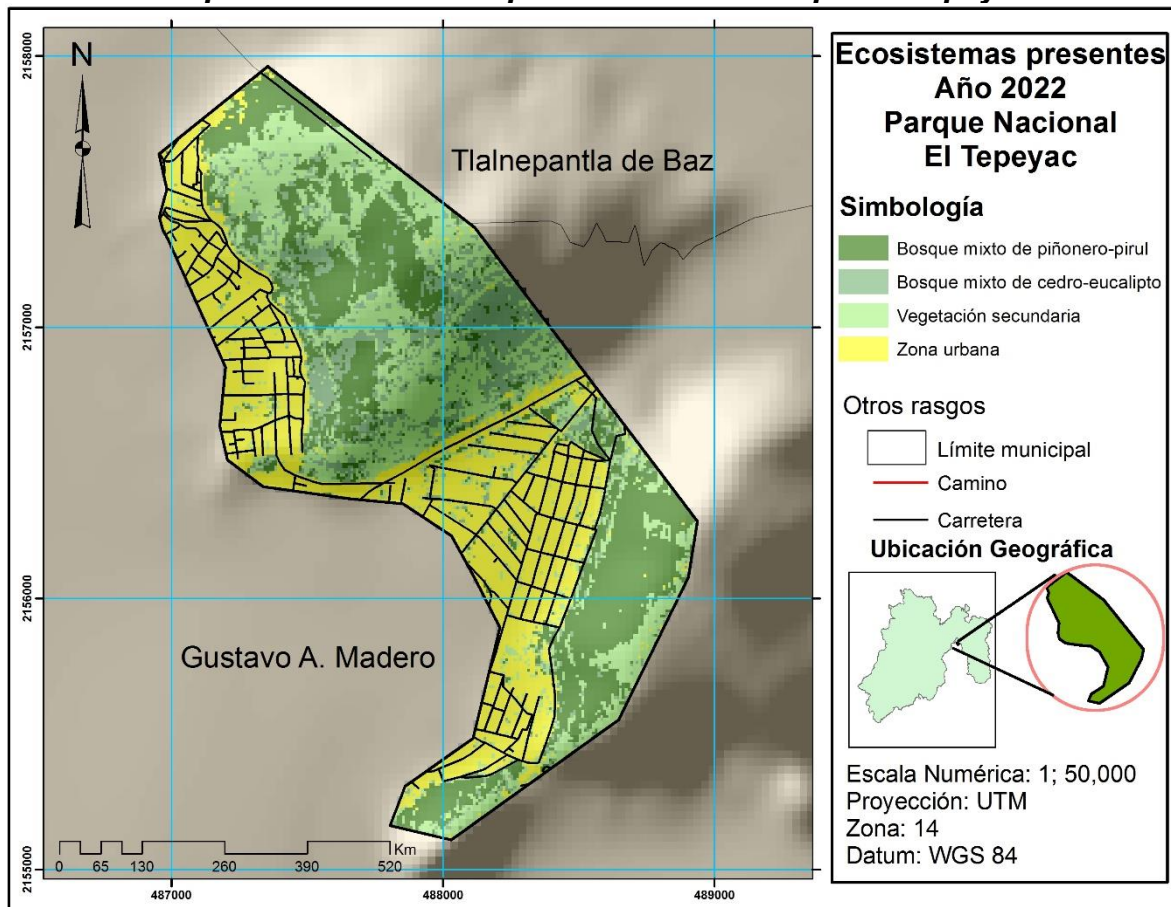 N
Tlalnepantla de Baz
Gustavo A. Madero
2158000
2157000
2156000
2155000
487000
488000
489000
Km
0 65 130 260 390 520
Ecosistemas presentes
Año 2022
Parque Nacional
El Tepeyac
Simbología
Bosque mixto de piñonero-pirul
Bosque mixto de cedro-eucalipto
Vegetación secundaria
Zona urbana
Otros rasgos
Límite municipal
Camino
Carretera
Ubicación Geográfica
Escala Numérica: 1; 50,000
Proyección: UTM
Zona: 14
Datum: WGS 84